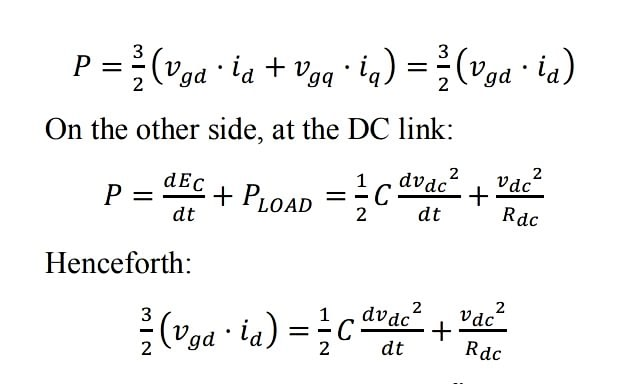 P = 3/2 (v_gd · i_d + v_gq · i_q) = 3/2 (v_gd · i_d)
On the other side, at the DC link:
P = dE_C/dt + P_LOAD = 1/2 C dv_dc²/dt + v_dc²/R_dc
Henceforth:
3/2 (v_gd · i_d) = 1/2 C dv_dc²/dt + v_dc²/R_dc